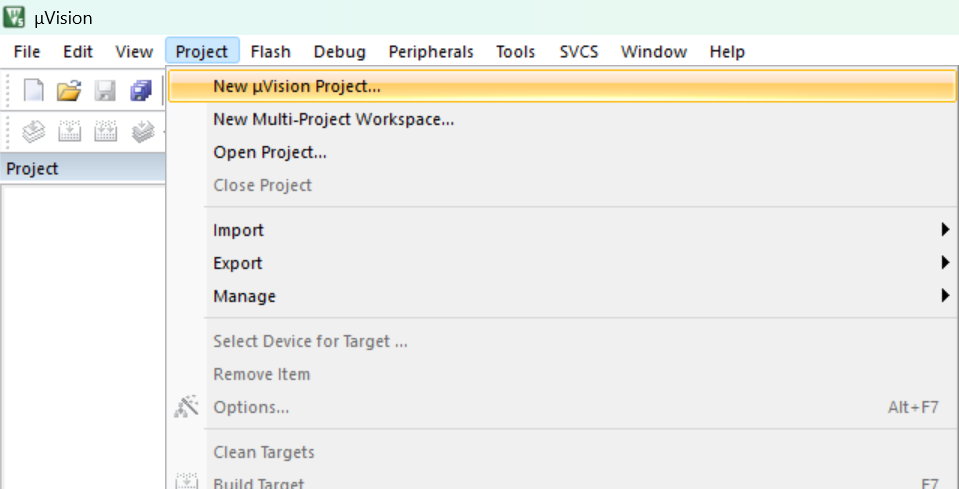 µVision
File Edit View Project Flash Debug Peripherals Tools SVCS Window Help
New µVision Project...
New Multi-Project Workspace...
Open Project...
Project
Close Project
Import
Export
Manage
Select Device for Target ...
Remove Item
Options... Alt+F7
Clean Targets
Build Target F7